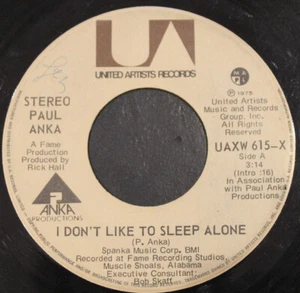 UA
UNITED ARTISTS RECORDS
STEREO
PAUL
ANKA
A Fame
Production
Produced by
Rick Hall
United Artists
Music and Records
Group, Inc.
All Rights
Reserved
UAXW 615-X
Side A
3:14
(Intro :16)
In Association
with Paul Anka
Productions
ANKA
PRODUCTIONS
I DON'T LIKE TO SLEEP ALONE
(P. Anka)
Spanka Music Corp. BMI
Recorded at Fame Recording Studios
Muscle Shoals, Alabama
Executive Consultant:
Bob Skaff